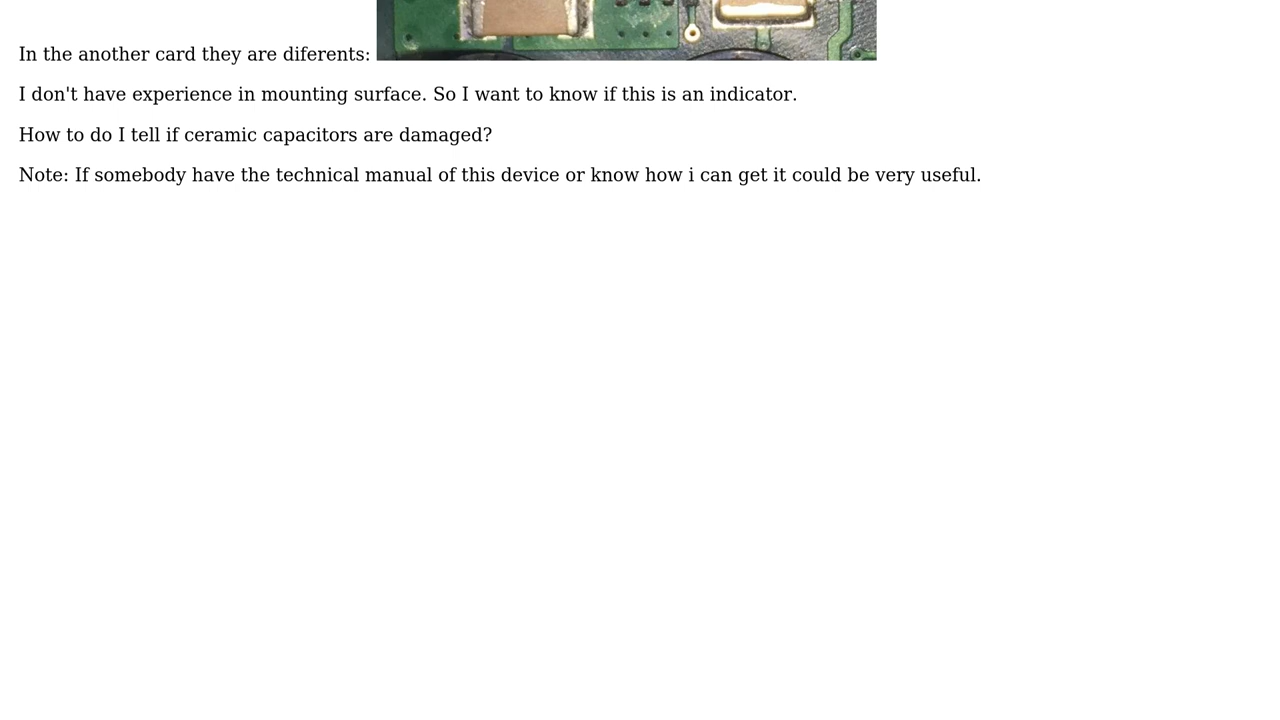 In the another card they are diferents:
I don't have experience in mounting surface. So I want to know if this is an indicator.
How to do I tell if ceramic capacitors are damaged?
Note: If somebody have the technical manual of this device or know how i can get it could be very useful.